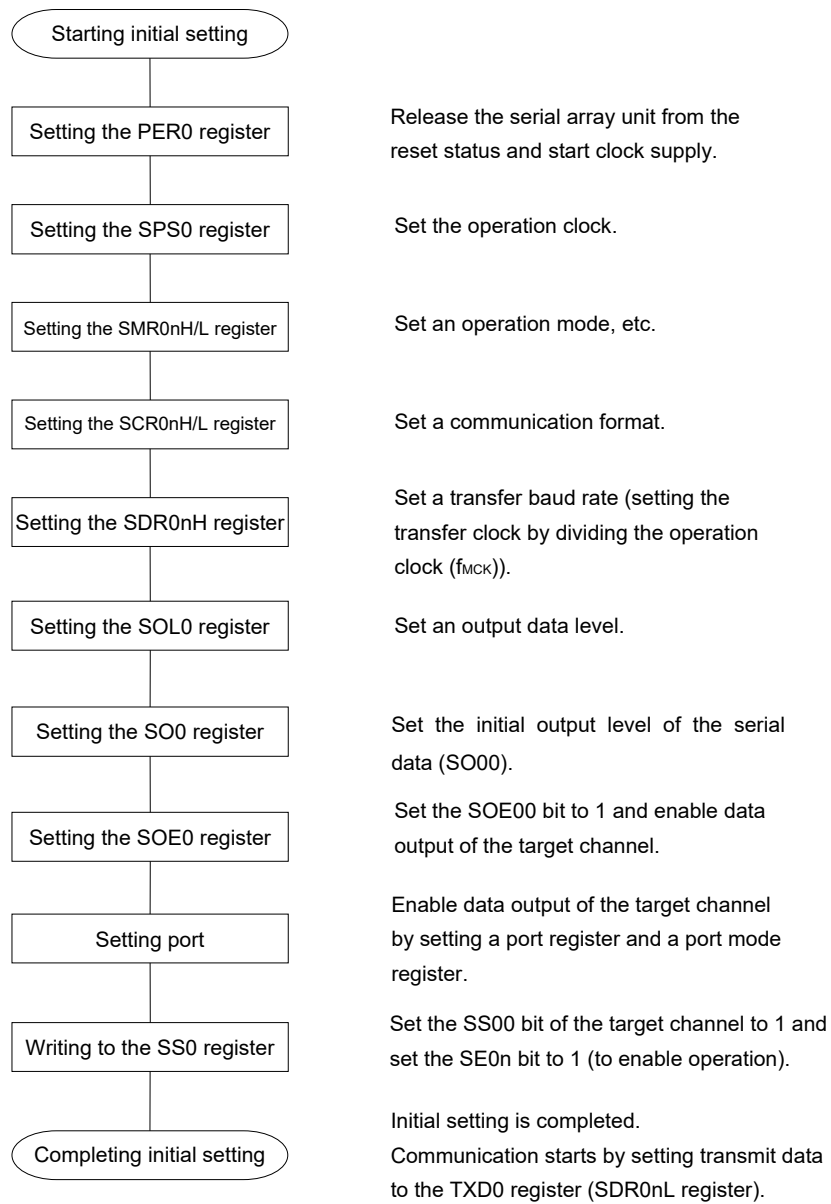 Starting initial setting
Setting the PER0 register
Release the serial array unit from the
reset status and start clock supply.
Setting the SPS0 register
Set the operation clock.
Setting the SMR0nH/L register
Set an operation mode, etc.
Setting the SCR0nH/L register
Set a communication format.
Setting the SDR0nH register
Set a transfer baud rate (setting the
transfer clock by dividing the operation
clock (fMCK)).
Setting the SOL0 register
Set an output data level.
Setting the SO0 register
Set the initial output level of the serial
data (SO00).
Setting the SOE0 register
Set the SOE00 bit to 1 and enable data
output of the target channel.
Setting port
Enable data output of the target channel
by setting a port register and a port mode
register.
Writing to the SS0 register
Set the SS00 bit of the target channel to 1 and
set the SE0n bit to 1 (to enable operation).
Completing initial setting
Initial setting is completed.
Communication starts by setting transmit data
to the TXD0 register (SDR0nL register).